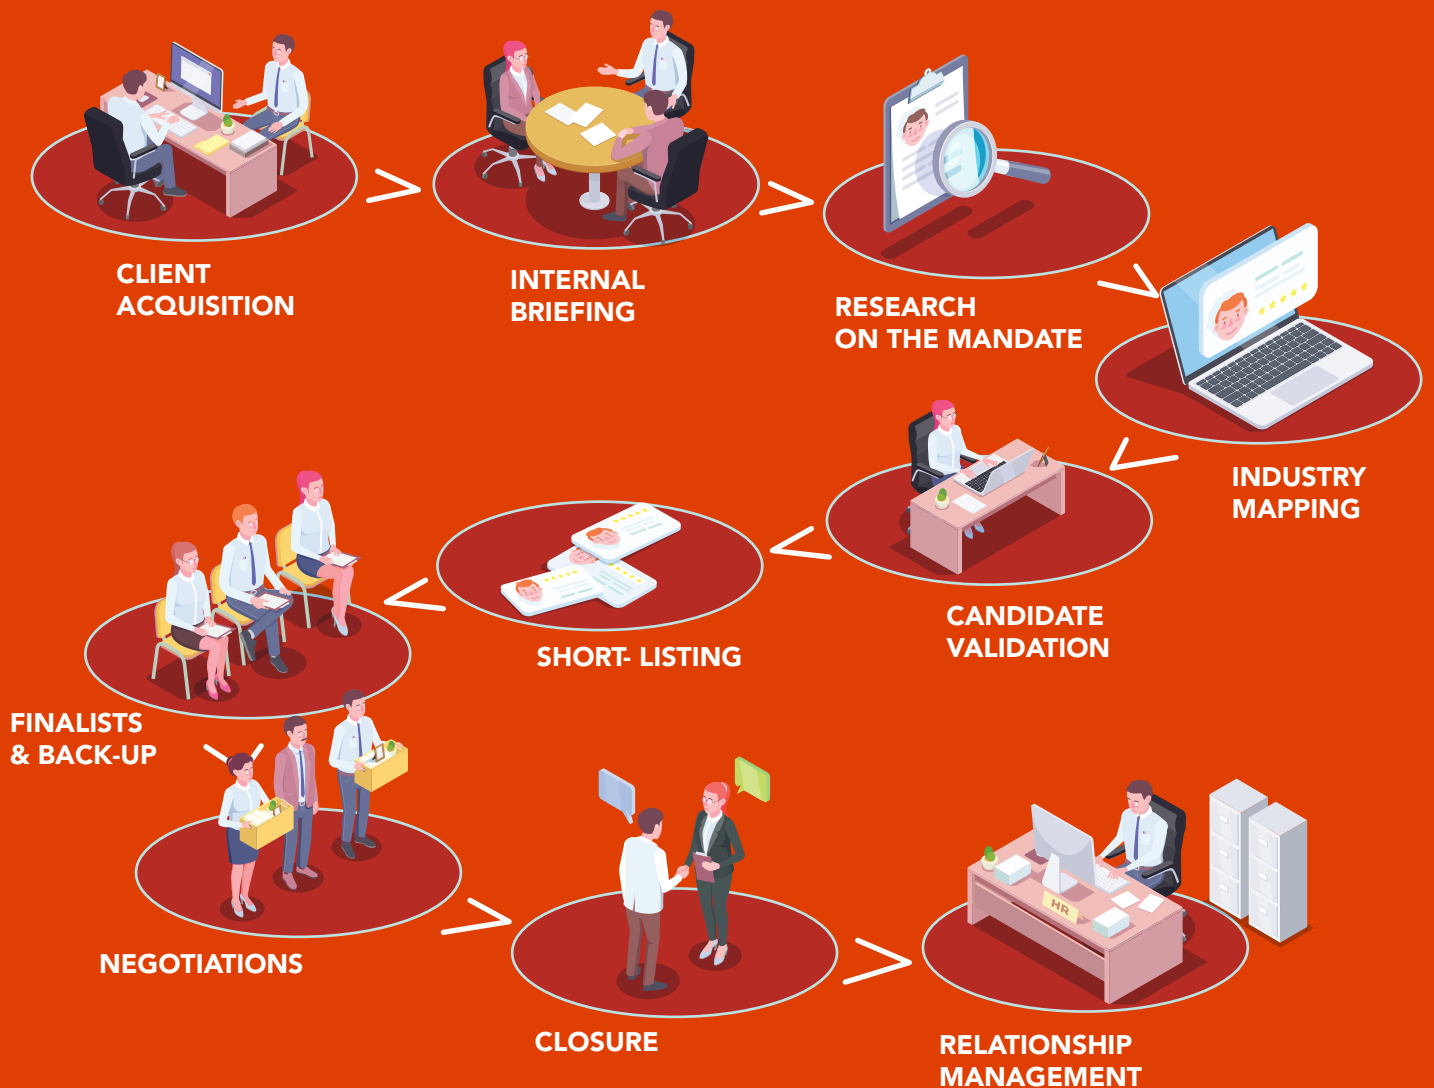 CLIENT
ACQUISITION
INTERNAL
BRIEFING
RESEARCH
ON THE MANDATE
INDUSTRY
MAPPING
CANDIDATE
VALIDATION
SHORT- LISTING
FINALISTS
& BACK-UP
NEGOTIATIONS
CLOSURE
HR
RELATIONSHIP
MANAGEMENT